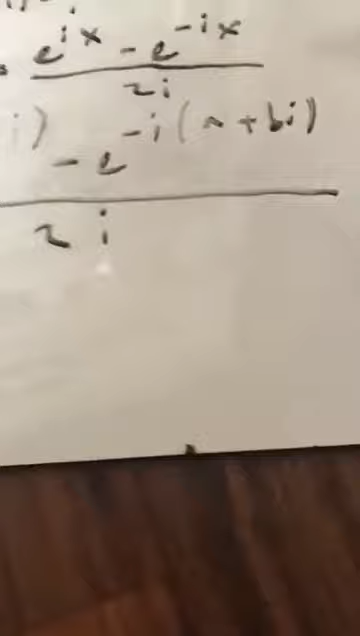 e^{ix} - e^{-ix}
2i
i) - e^{-i(a+bi)}
2i